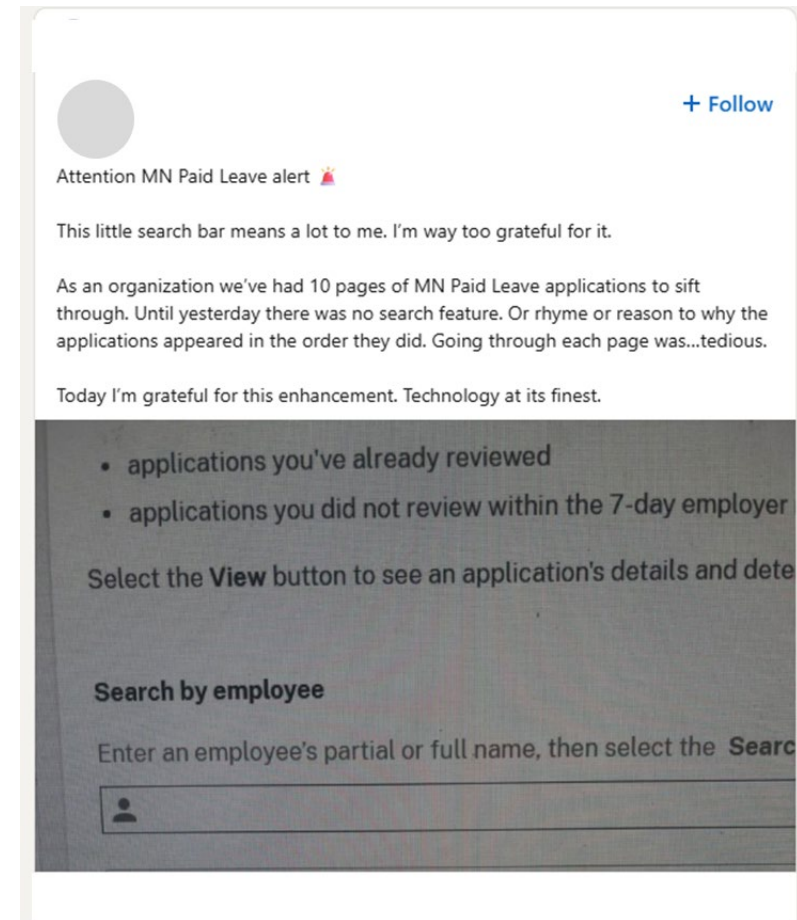 + Follow
Attention MN Paid Leave alert 🚨
This little search bar means a lot to me. I’m way too grateful for it.
As an organization we’ve had 10 pages of MN Paid Leave applications to sift
through. Until yesterday there was no search feature. Or rhyme or reason to why the
applications appeared in the order they did. Going through each page was...tedious.
Today I’m grateful for this enhancement. Technology at its finest.
• applications you've already reviewed
• applications you did not review within the 7-day employer
Select the View button to see an application's details and dete
Search by employee
Enter an employee's partial or full name, then select the Searc